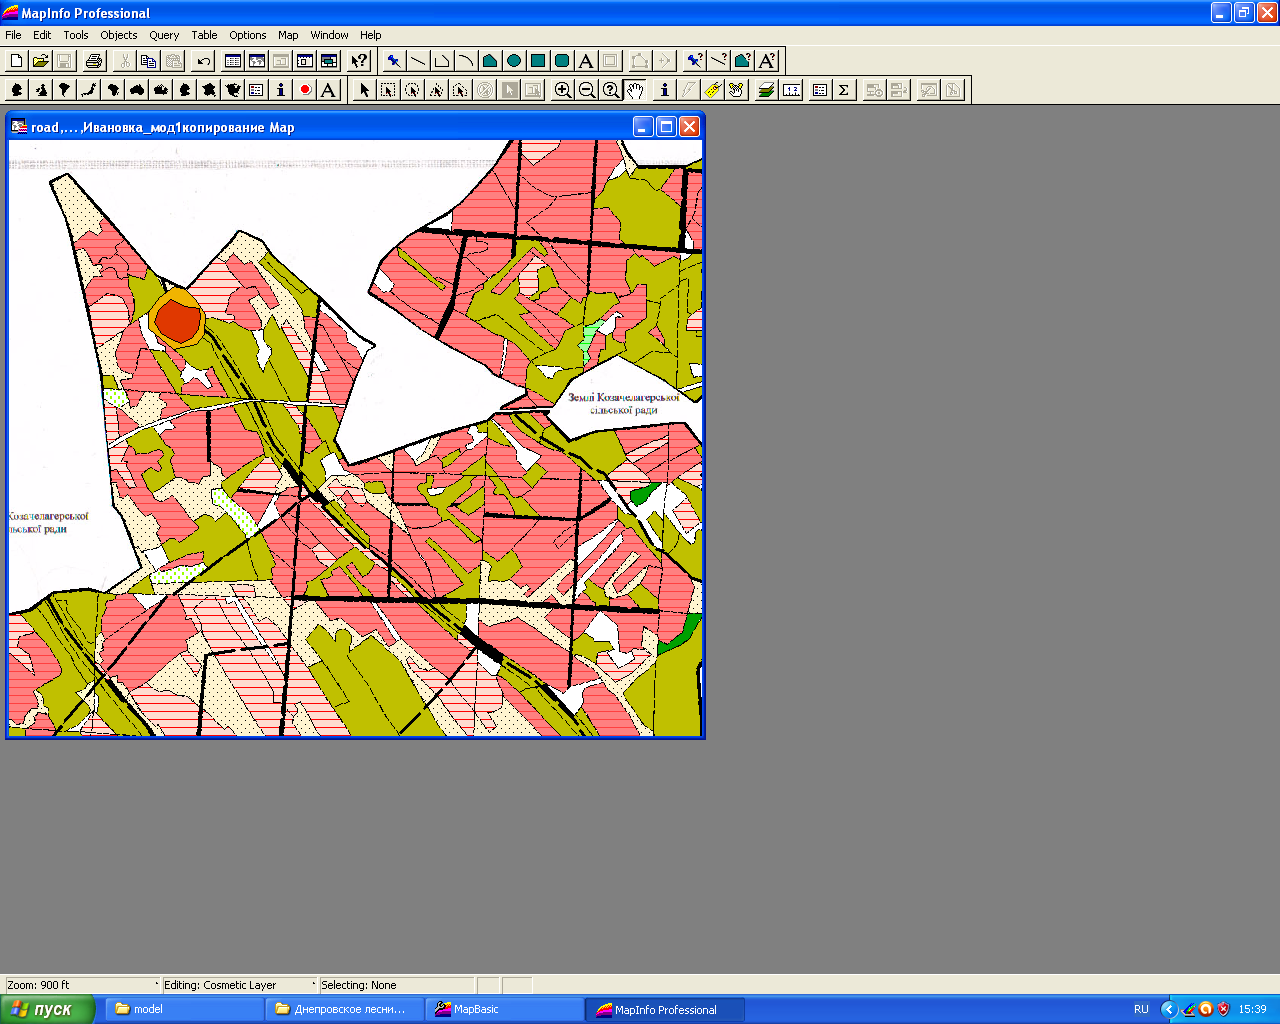 MapInfo Professional
File Edit Tools Objects Query Table Options Map Window Help
road,...,Ивановка_мод1копирование Map
Землі Козачелагерської
сільської ради
Козачелагерської
льської ради
Zoom: 900 ft
Editing: Cosmetic Layer
Selecting: None
пуск
model
Днепровское лесни...
MapBasic
MapInfo Professional
RU
15:39